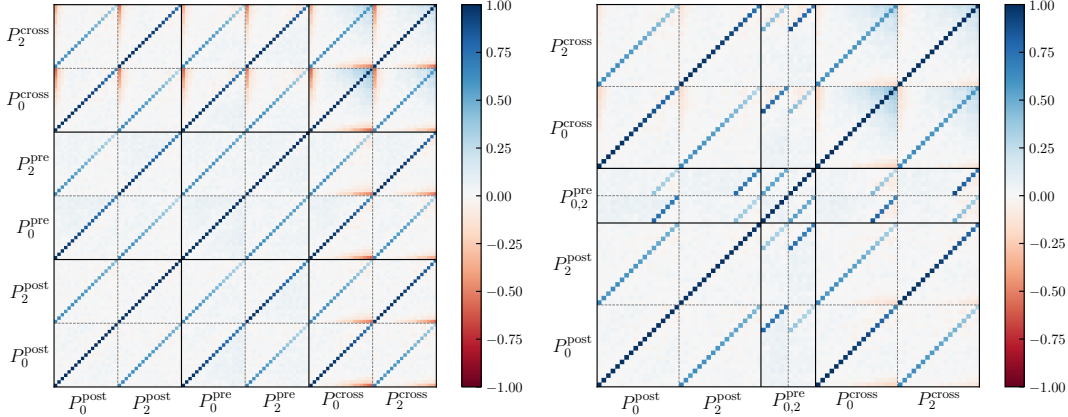 P_2^cross
P_0^cross
P_2^pre
P_0^pre
P_2^post
P_0^post
P_0^post P_2^post P_0^pre P_2^pre P_0^cross P_2^cross
1.00
0.75
0.50
0.25
0.00
−0.25
−0.50
−0.75
−1.00
P_2^cross
P_0^cross
P_{0,2}^pre
P_2^post
P_0^post
P_0^post P_2^post P_{0,2}^pre P_0^cross P_2^cross
1.00
0.75
0.50
0.25
0.00
−0.25
−0.50
−0.75
−1.00